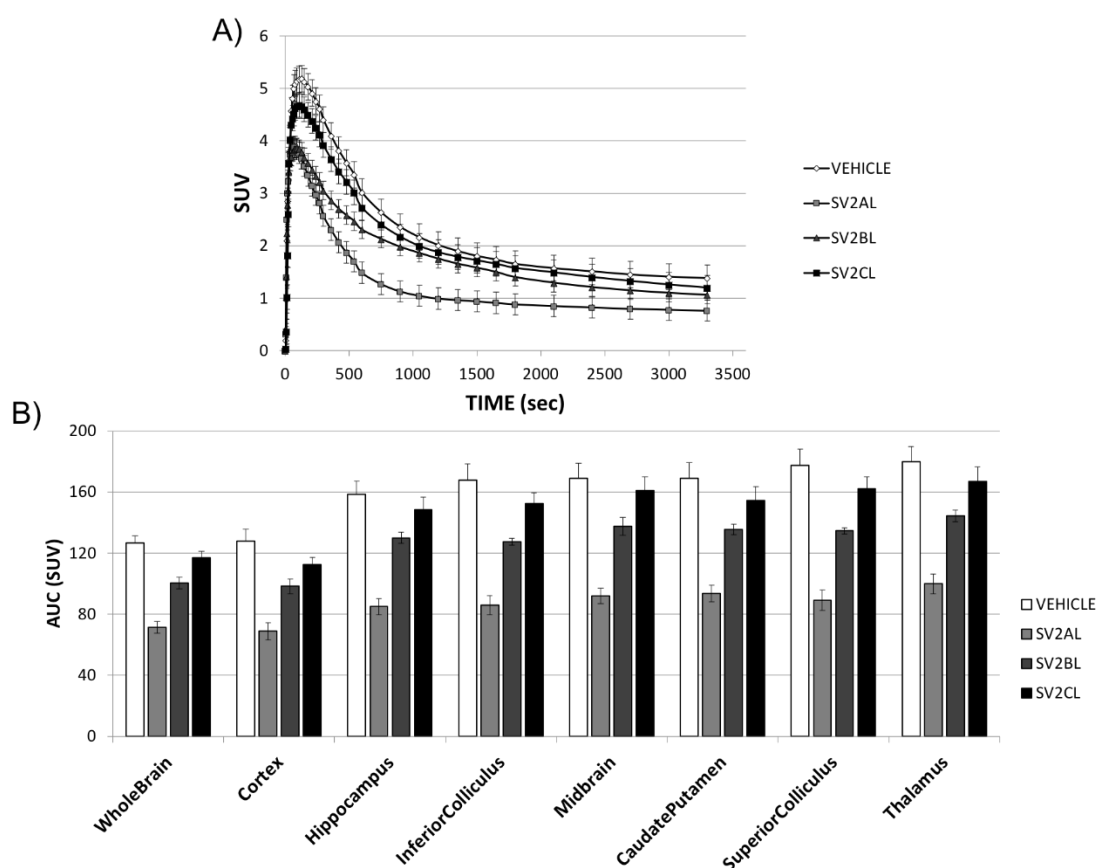 A)
6
5
4
3
2
1
0
SUV
0 500 1000 1500 2000 2500 3000 3500
TIME (sec)
VEHICLE
SV2AL
SV2BL
SV2CL
B)
200
160
120
80
40
0
AUC (SUV)
WholeBrain
Cortex
Hippocampus
InferiorColliculus
Midbrain
CaudatePutamen
SuperiorColliculus
Thalamus
VEHICLE
SV2AL
SV2BL
SV2CL